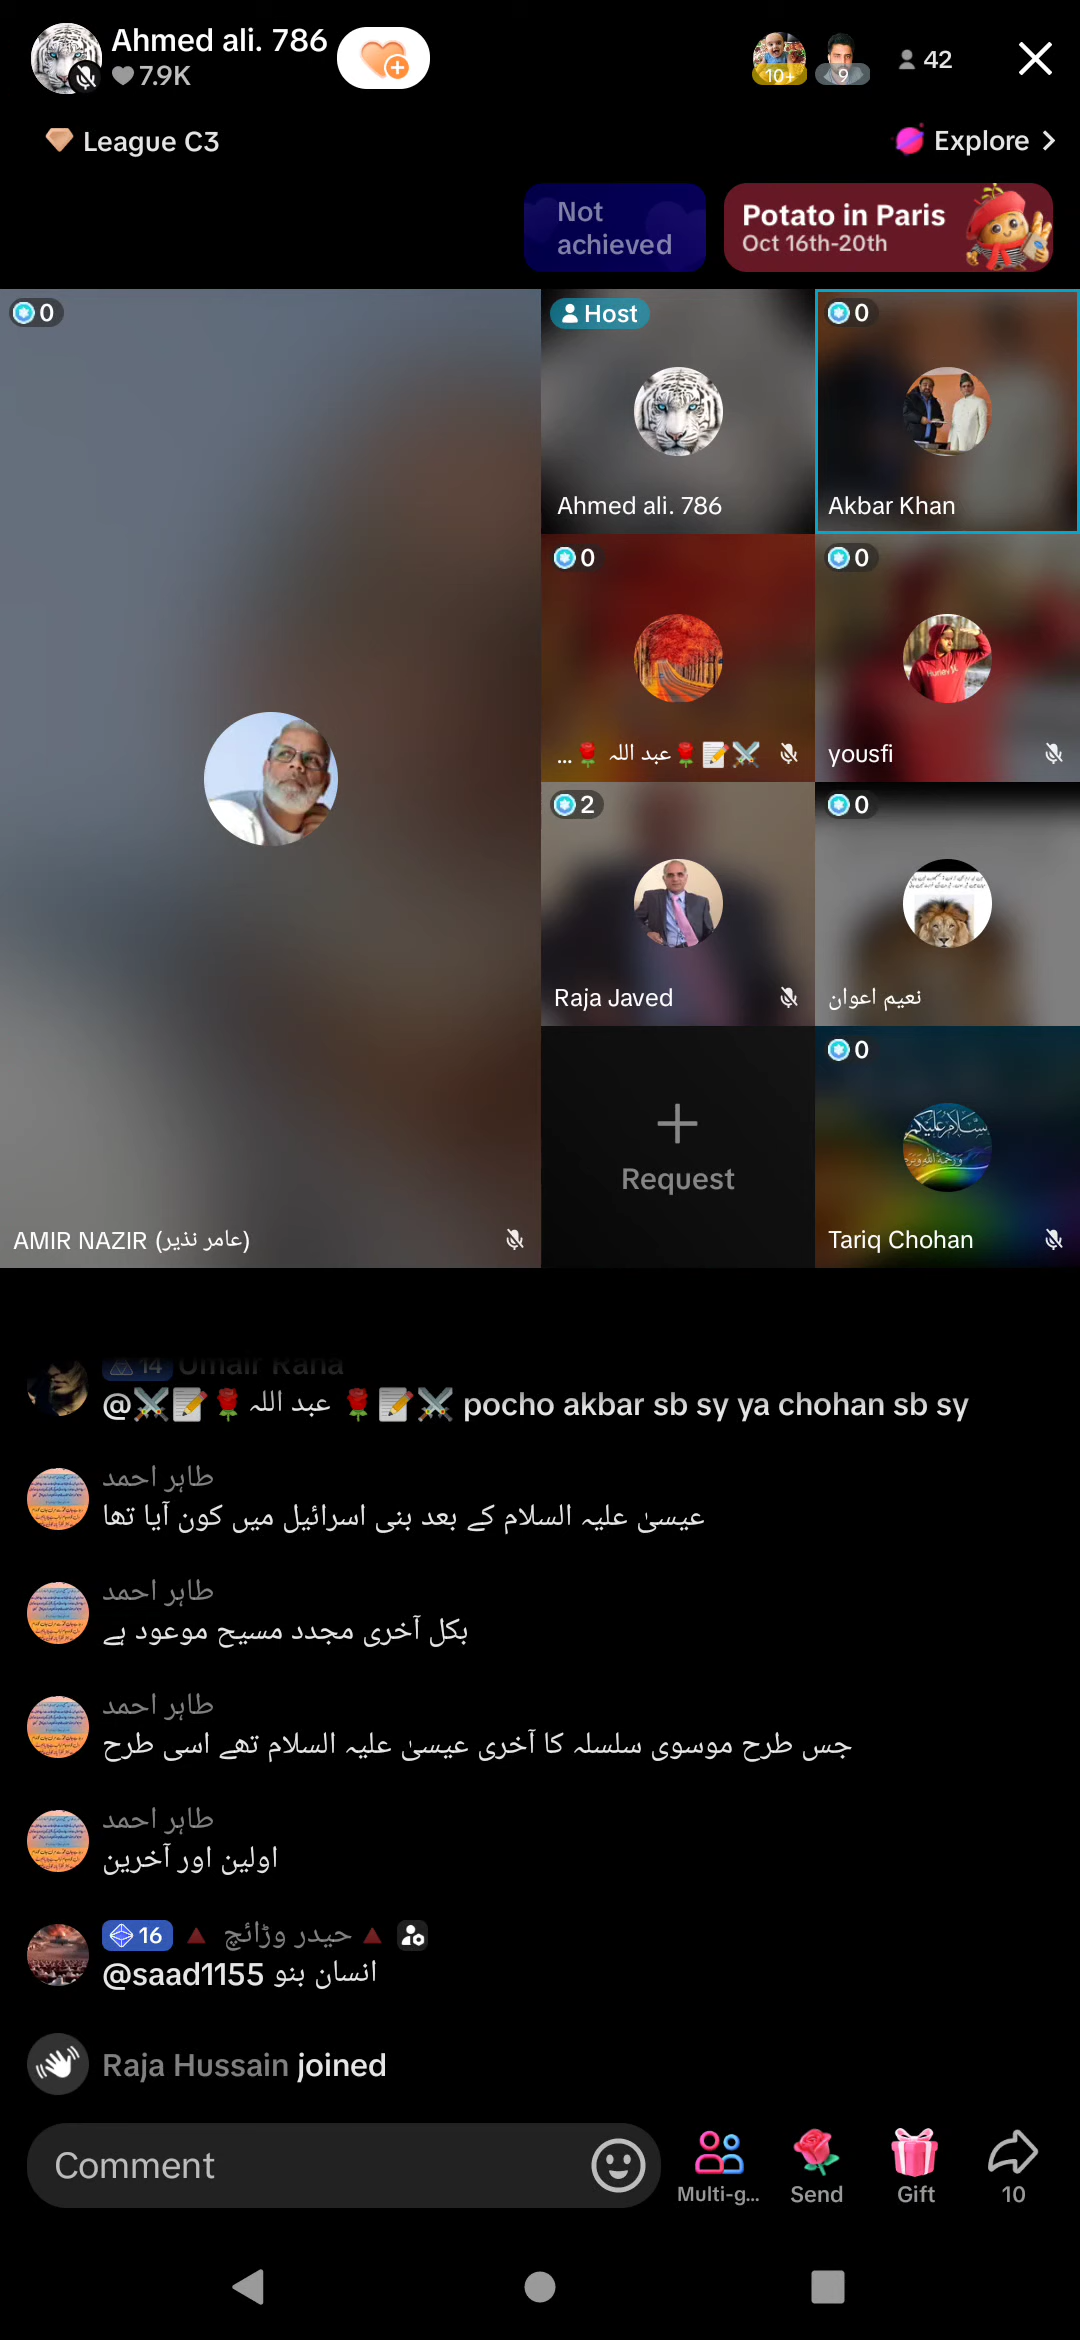 Ahmed ali. 786
7.9K
10+
9
42
League C3
Explore
Not
achieved
Potato in Paris
Oct 16th-20th
0
Host
0
Ahmed ali. 786
Akbar Khan
0
0
... 🌹 عبد اللہ 🌹📝⚔️
yousfi
2
0
Raja Javed
نعیم اعوان
0
Request
AMIR NAZIR (عامر نذیر)
Tariq Chohan
14 Umair Rana
@⚔️📝🌹 عبد اللہ 🌹📝⚔️ pocho akbar sb sy ya chohan sb sy
طاہر احمد
عیسیٰ علیہ السلام کے بعد بنی اسرائیل میں کون آیا تھا
طاہر احمد
بکل آخری مجدد مسیح موعود ہے
طاہر احمد
جس طرح موسوی سلسلہ کا آخری عیسیٰ علیہ السلام تھے اسی طرح
طاہر احمد
اولین اور آخرین
16 🔺 حیدر وڑائچ 🔺
@saad1155 انسان بنو
Raja Hussain joined
Comment
Multi-g...
Send
Gift
10